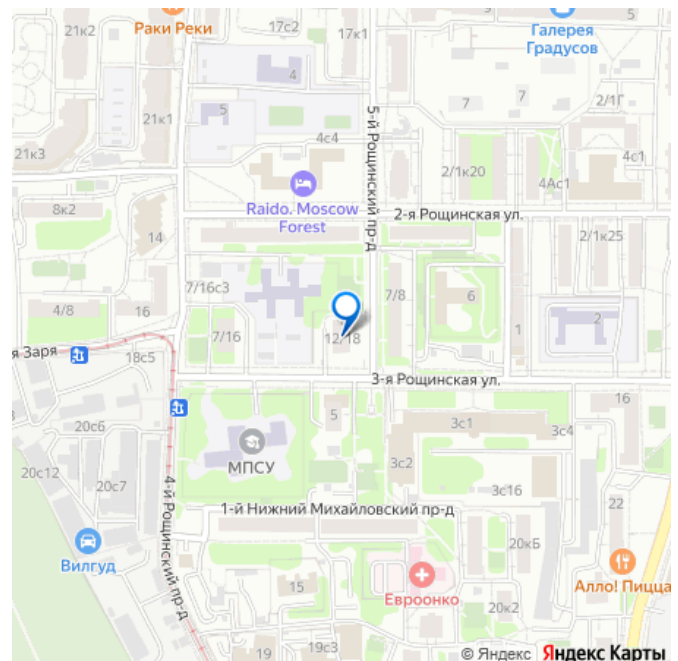 21к2
Раки Реки
17с2
17к1
Галерея
Градусов
5
4
5
21к1
7
7
2/1Г
21к3
4с4
5-й Рощинский пр-д
2/1к20
4с1
4Ас1
Raido. Moscow
Forest
8к2
2-я Рощинская ул.
14
2/1к25
7/16с3
7/8
6
4/8
16
7/16
12/18
1
2
я Заря
18с5
3-я Рощинская ул.
16
20с6
5
3с1
3с4
МПСУ
3с2
20с12
20с7
3с16
4-й Рощинский пр-д
1-й Нижний Михайловский пр-д
22
20кБ
Вилгуд
15
Евроонко
Алло! Пицца
20к2
19
19с3
© Яндекс Яндекс Карты